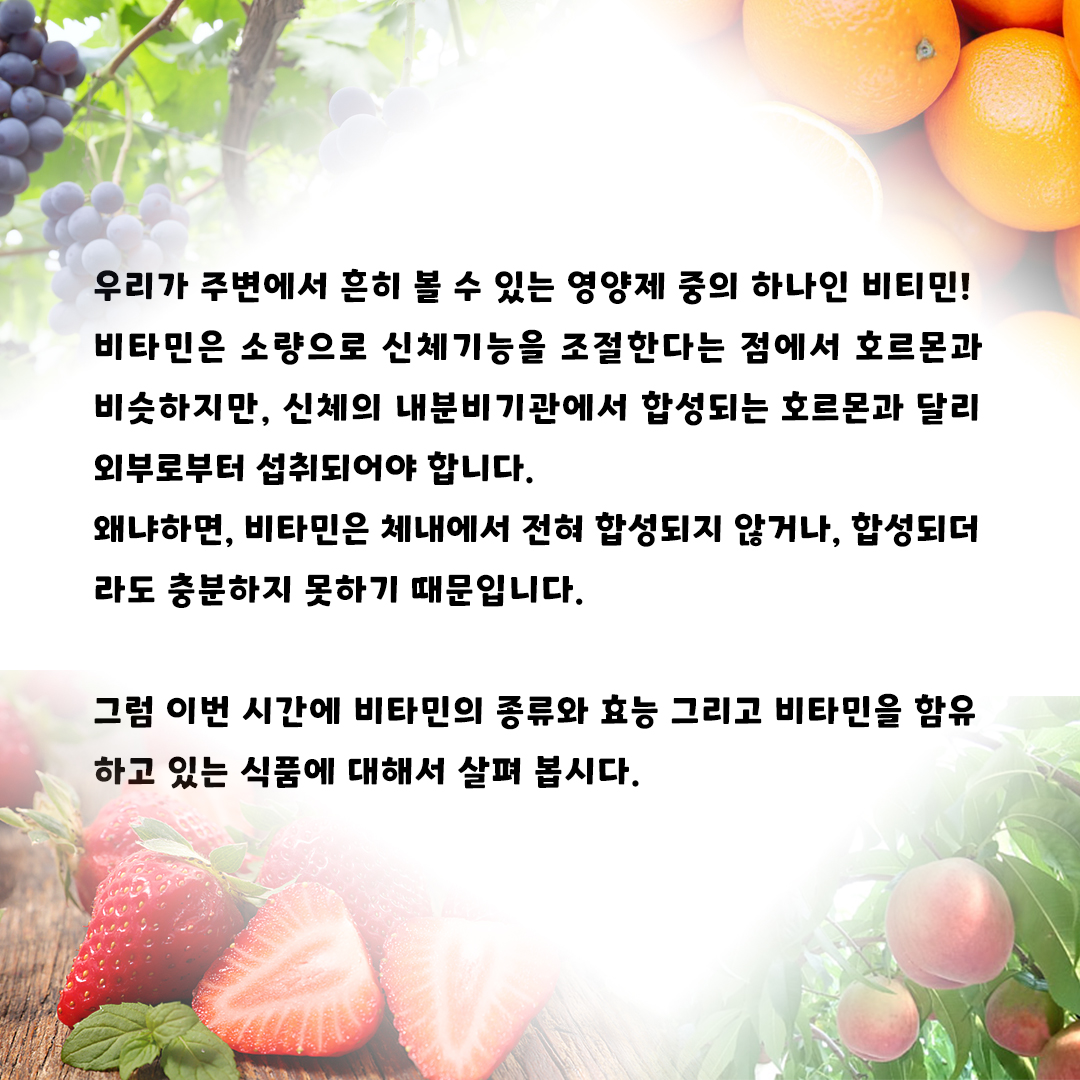 우리가 주변에서 흔히 볼 수 있는 영양제 중의 하나인 비티민!
비타민은 소량으로 신체기능을 조절한다는 점에서 호르몬과
비슷하지만, 신체의 내분비기관에서 합성되는 호르몬과 달리
외부로부터 섭취되어야 합니다.
왜냐하면, 비타민은 체내에서 전혀 합성되지 않거나, 합성되더
라도 충분하지 못하기 때문입니다.
그럼 이번 시간에 비타민의 종류와 효능 그리고 비타민을 함유
하고 있는 식품에 대해서 살펴 봅시다.